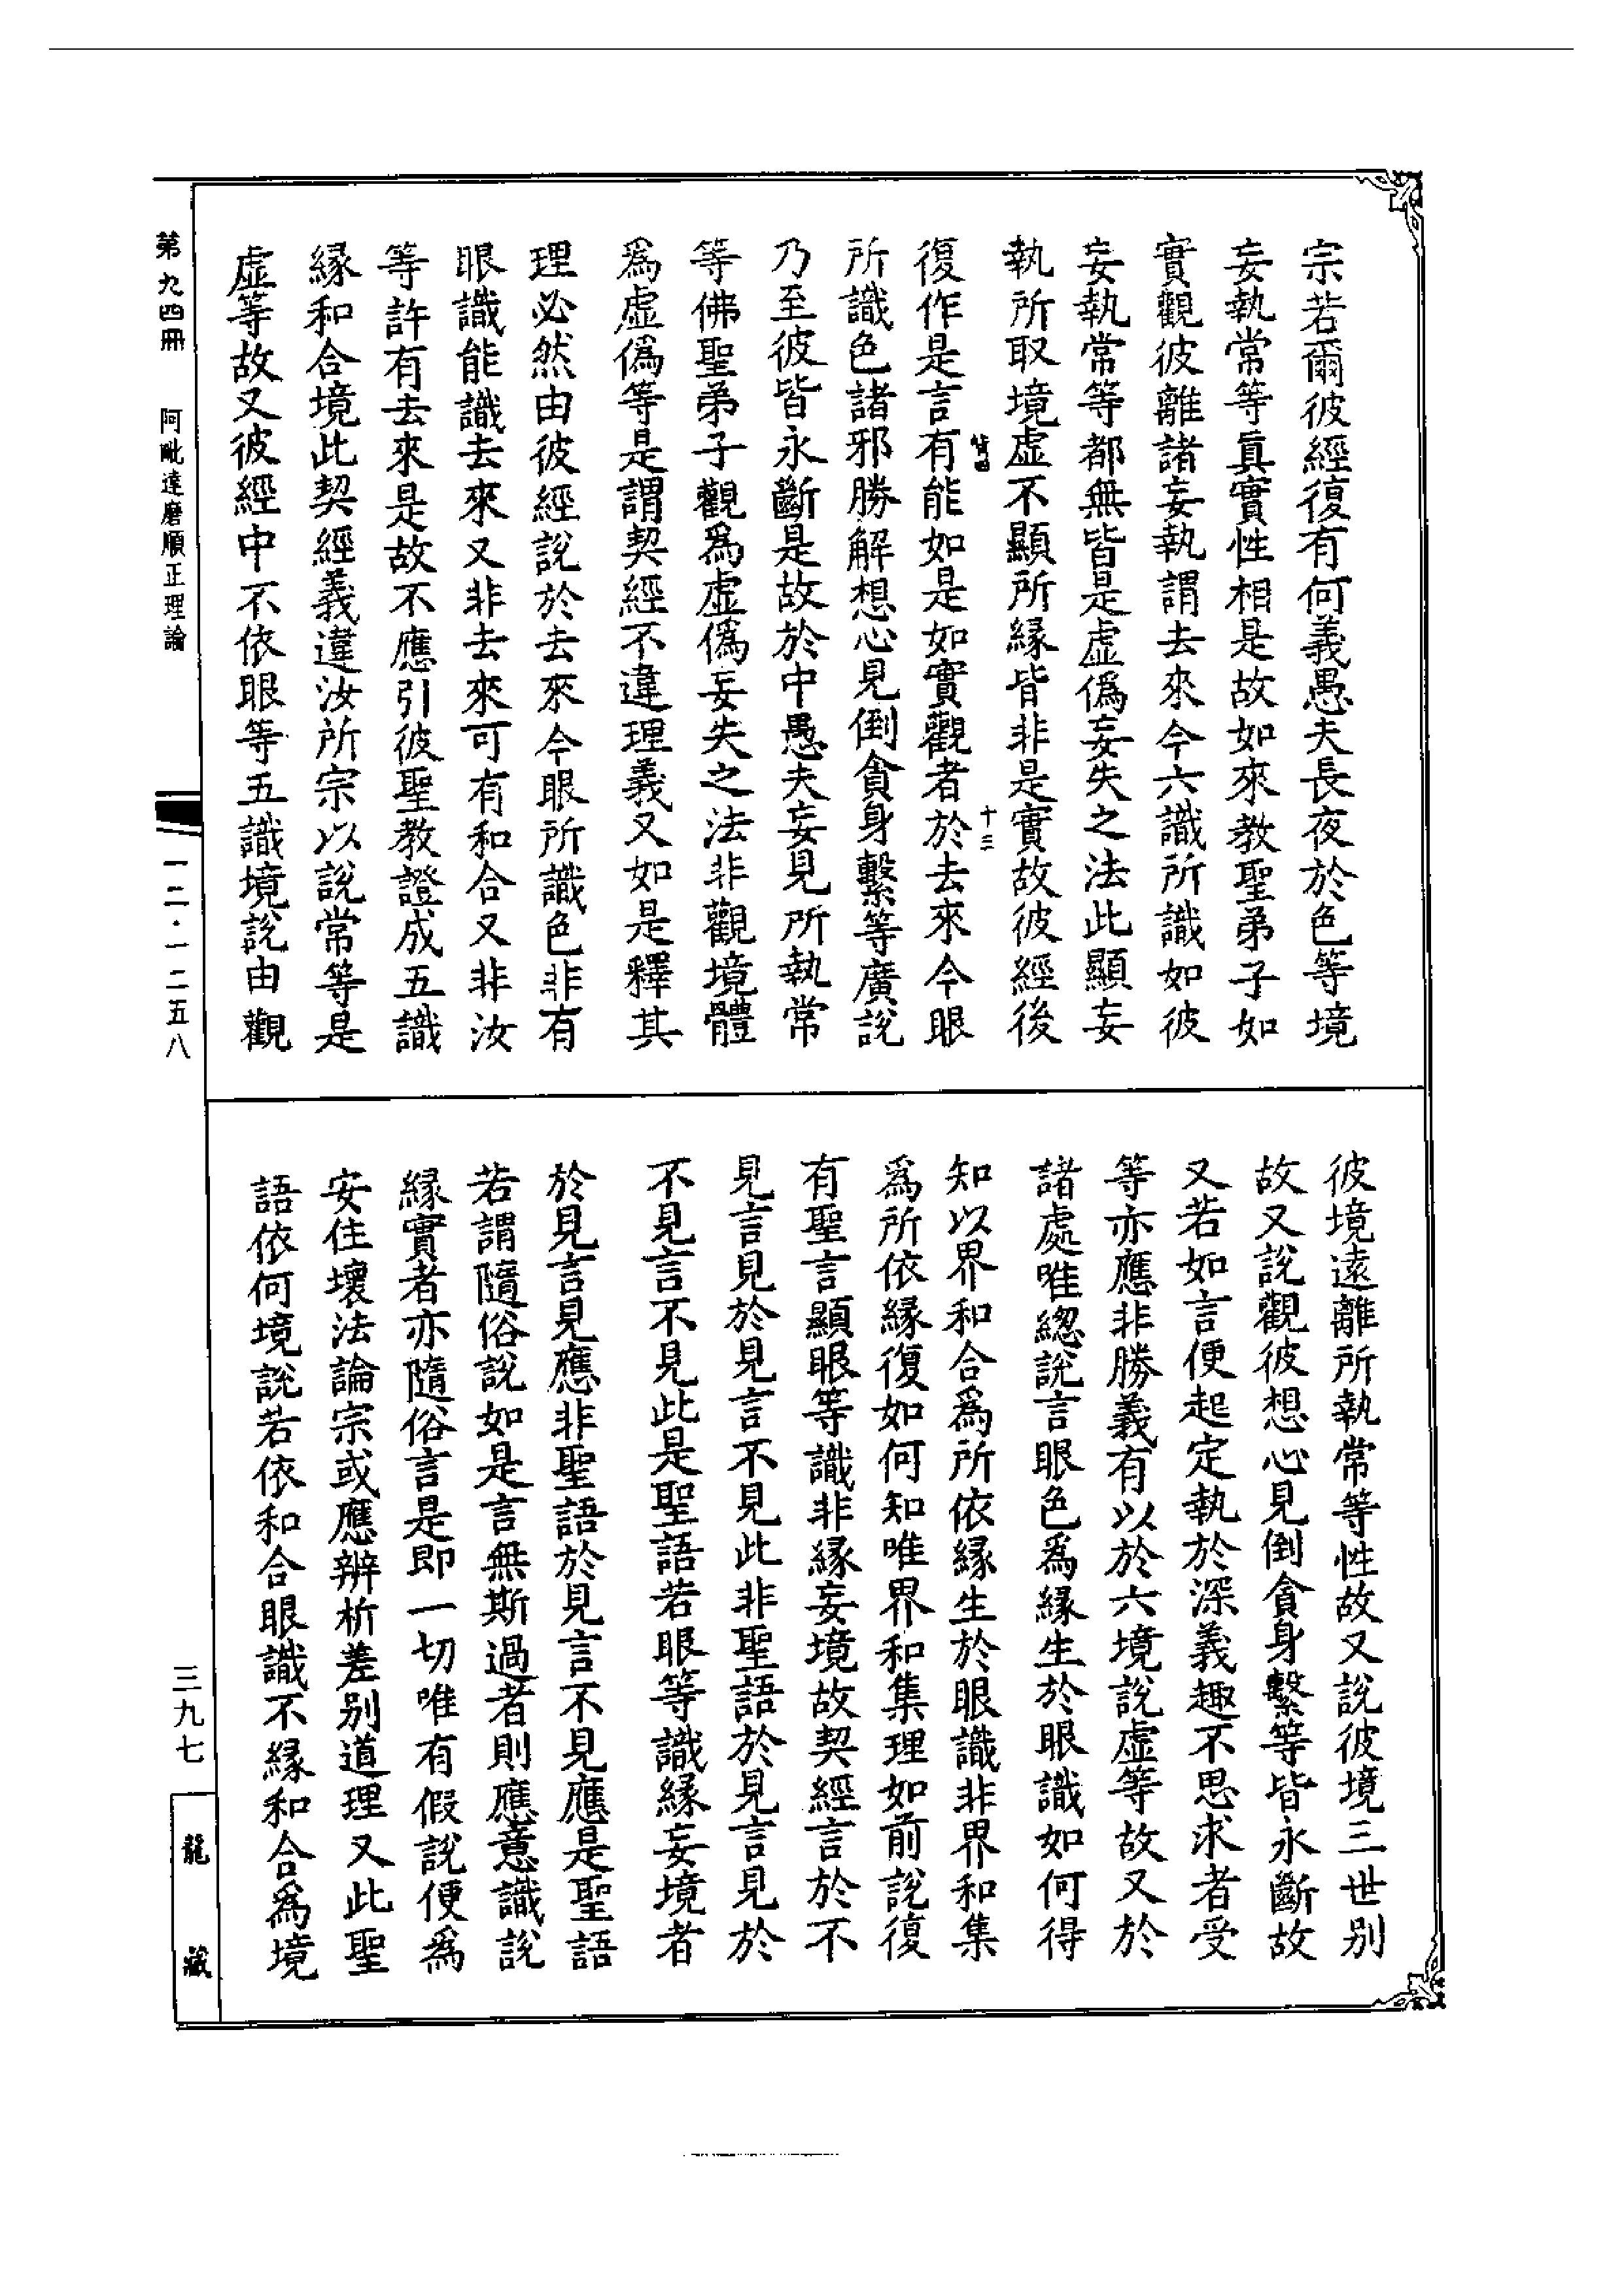 宗若爾彼經復有何義愚夫長夜於色等境
妄執常等真實性相是故如來教聖弟子如
實觀彼離諸妄執謂去來今六識所識如彼
妄執常等都無皆是虛偽妄失之法此顯妄
執所取境虛不顯所緣皆非是實故彼經後
十三
復作是言有能如是如實觀者於去來今眼
所識色諸邪勝解想心見倒貪身繫等廣說
乃至彼皆永斷是故於中愚夫妄見所執常
等佛聖弟子觀為虛偽妄失之法非觀境體
為虛偽等是謂契經不違理義又如是釋其
理必然由彼經說於去來今眼所識色非有
眼識能識去來又非去來可有和合又非汝
等許有去來是故不應引彼聖教證成五識
緣和合境此契經義違汝所宗以說常等是
虛等故又彼經中不依眼等五識境說由觀
彼境遠離所執常等性故又說彼境三世別
故又說觀彼想心見倒貪身繫等皆永斷故
又若如言便起定執於深義趣不思求者受
等亦應非勝義有以於六境說虛等故又於
諸處唯總說言眼色為緣生於眼識如何得
知以界和合為所依緣生於眼識非界和集
為所依緣復如何知唯界和集理如前說復
有聖言顯眼等識非緣妄境故契經言於不
見言見於見言不見此非聖語於見言見於
不見言不見此是聖語若眼等識緣妄境者
於見言見應非聖語於見言不見應是聖語
若謂隨俗說如是言無斯過者則應意識說
緣實者亦隨俗言是即一切唯有假說便為
安住壞法論宗或應辨析差別道理又此聖
語依何境說若依和合眼識不緣和合為境
第九四冊　阿毗達磨順正理論
一二·一二五八
三九七
龍藏